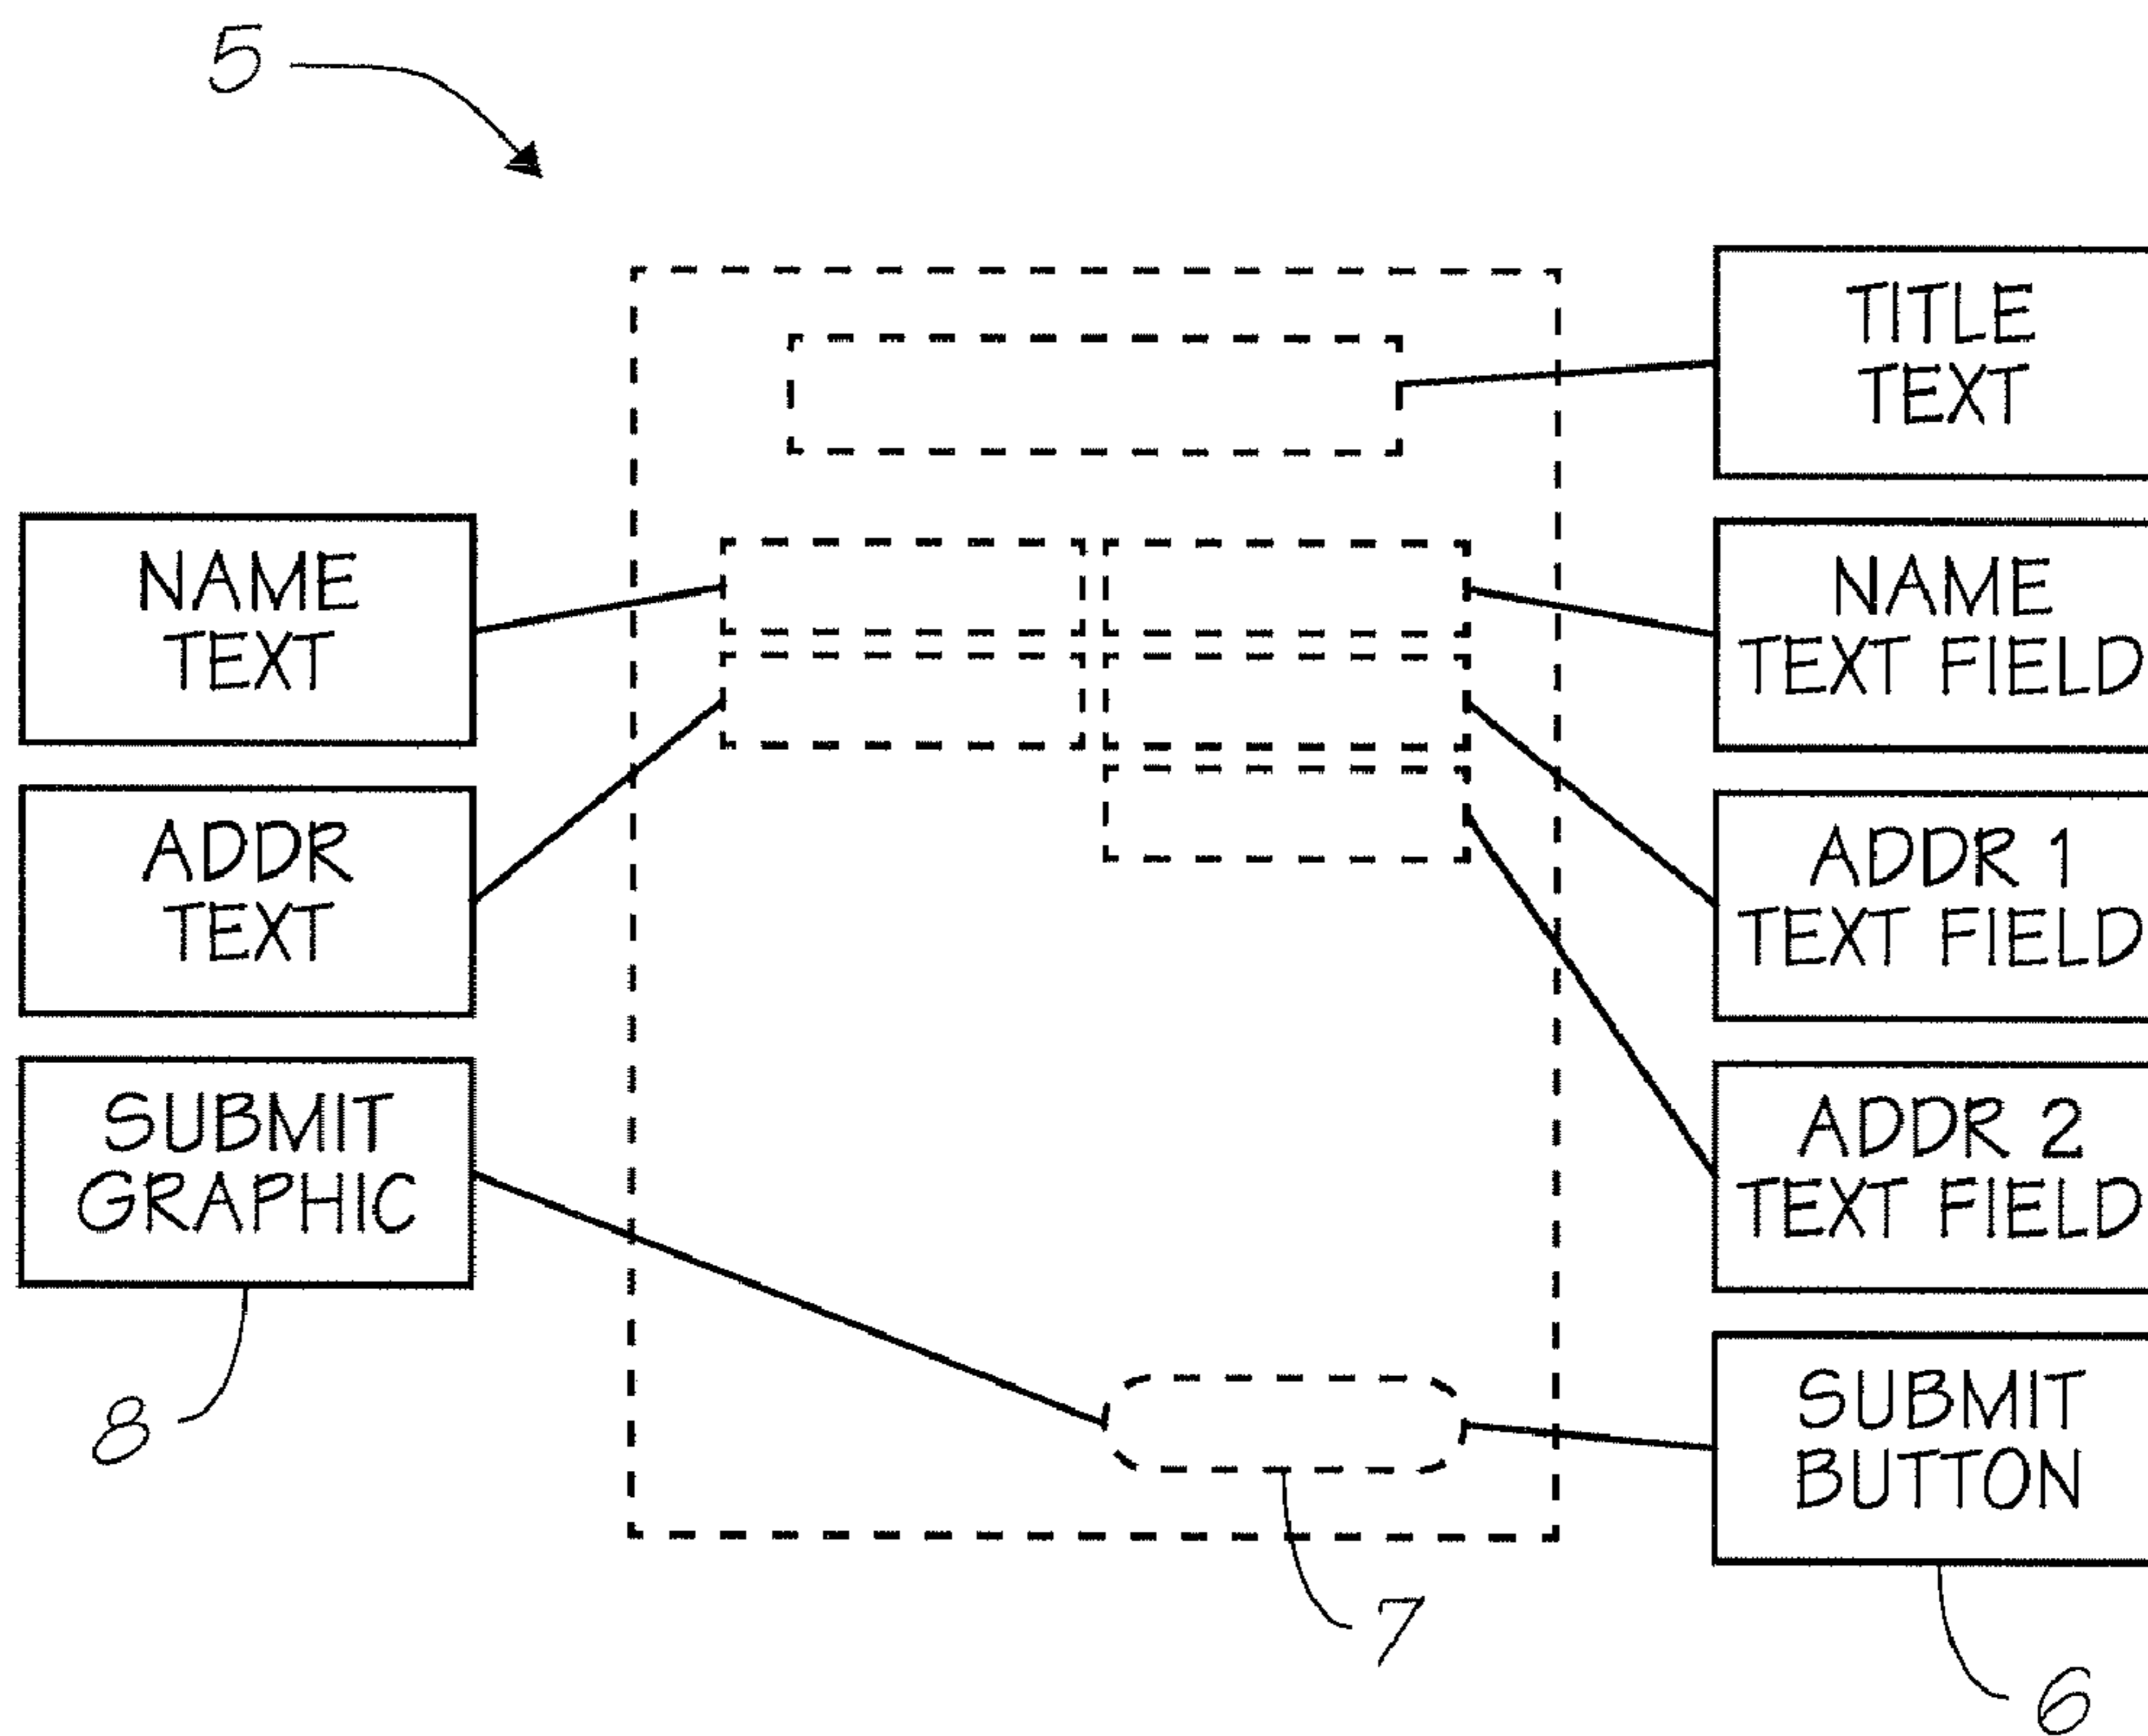 5
TITLE
TEXT
NAME
TEXT
NAME
TEXT FIELD
ADDR
TEXT
ADDR 1
TEXT FIELD
SUBMIT
GRAPHIC
ADDR 2
TEXT FIELD
8
SUBMIT
BUTTON
7
6